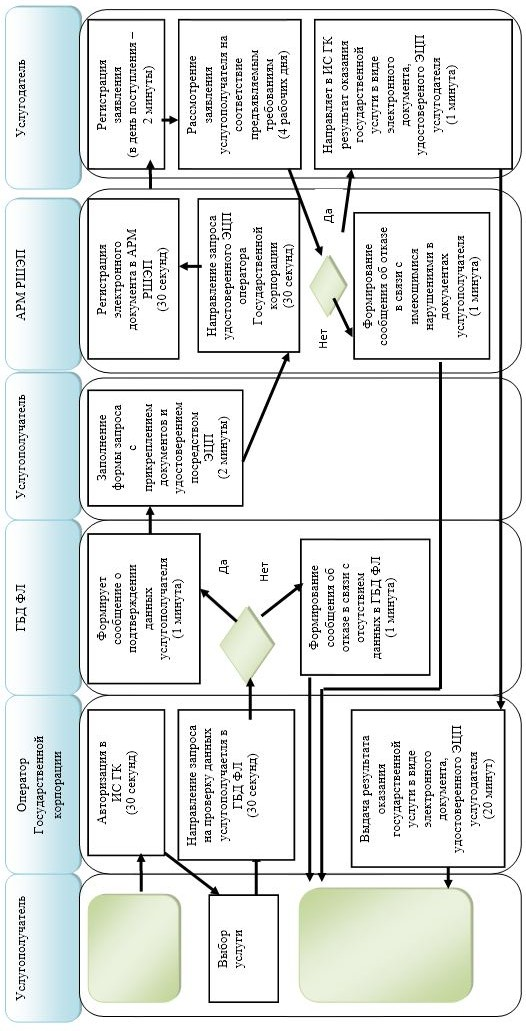 Услугополучатель
Оператор
Государственной
корпорации
ГБД ФЛ
Услугополучатель
АРМ РШЭП
Услугодатель
Авторизация в
ИС ГК
(30 секунд)
Выбор
услуги
Направление запроса
на проверку данных
услугополучаетля в
ГБД ФЛ
(30 секунд)
Формирует
сообщение о
подтверждении
данных
услугополучателя
(1 минута)
Да
Нет
Формирование
сообщения об
отказе в связи с
отсутствием
данных в ГБД ФЛ
(1 минута)
Заполнение
формы запроса
с
прикреплением
документов и
удостоверением
посредством
ЭЦП
(2 минуты)
Направление запроса
удостоверенного ЭЦП
оператора
Государственной
корпорации
(30 секунд)
Регистрация
электронного
документа в АРМ
РШЭП
(30 секунд)
Регистрация
заявления
(в день поступления –
2 минуты)
Рассмотрение
заявления
услугополучателя на
соответствие
предъявляемым
требованиям
(4 рабочих дня)
Да
Нет
Формирование
сообщения об отказе
в связи с
имеющимися
нарушениями в
документах
услугополучателя
(1 минута)
Направляет в ИС ГК
результат оказания
государственной
услуги в виде
электронного
документа,
удостовереного ЭЦП
услугодателя
(1 минута)
Выдача результата
оказания
государственной
услуги в виде
электронного
документа,
удостоверенного ЭЦП
услугодателя
(20 минут)